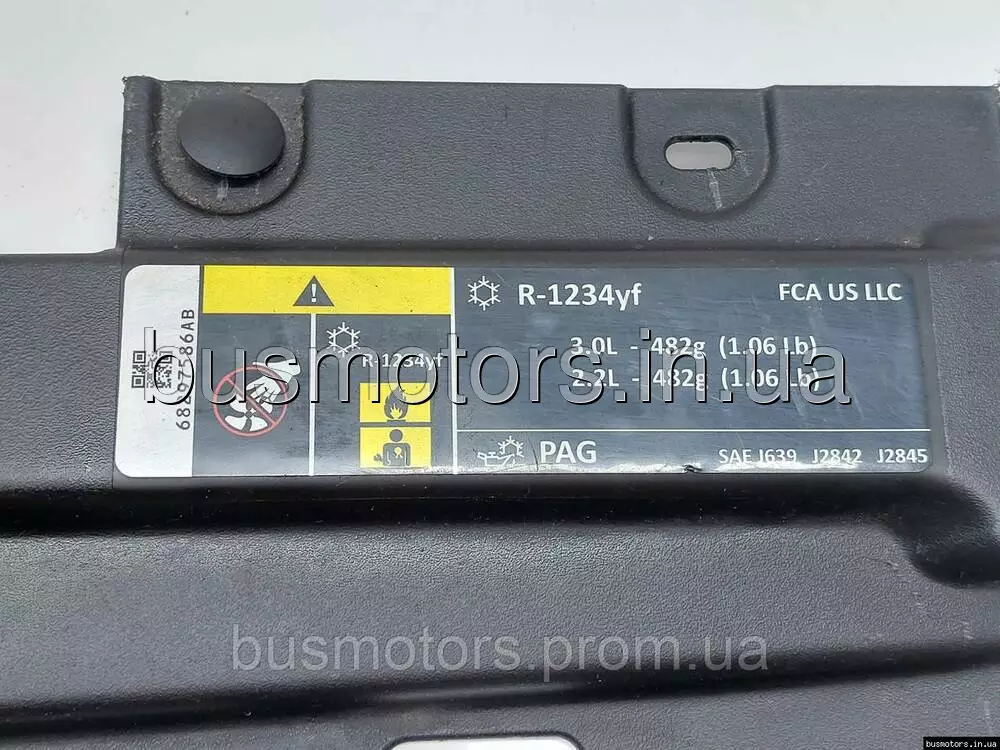 R-1234yf
FCA US LLC
3.0L - 482g (1.06 Lb)
2.2L - 482g (1.06 Lb)
PAG
SAE J639 J2842 J2845
R-1234yf
68497586AB
busmotors.in.ua
busmotors.prom.ua
busmotors.in.ua